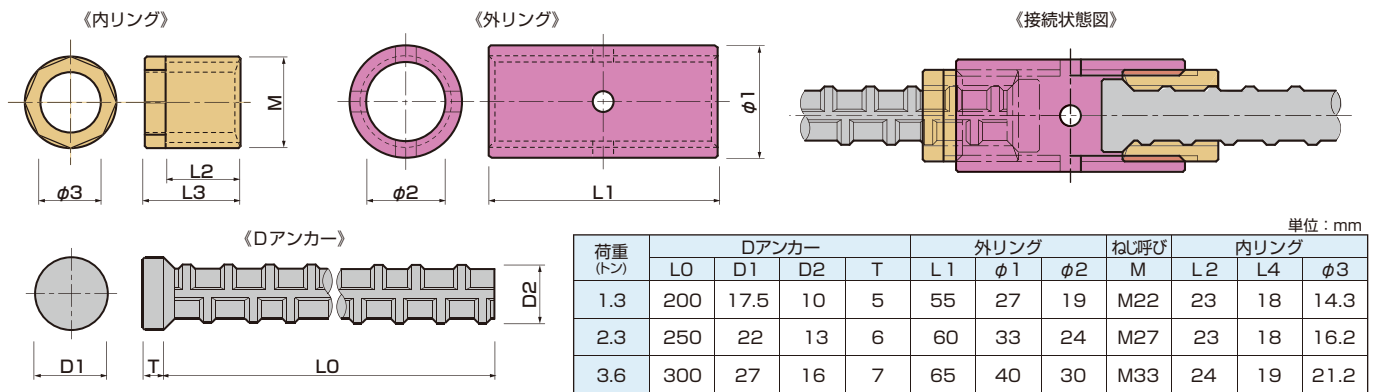 《内リング》
《外リング》
《接続状態図》
M
L2
L3
φ3
φ2
L1
φ1
《Dアンカー》
D2
D1
T
L0
単位：mm
荷重(トン) Dアンカー 外リング ねじ呼び 内リング
L0 D1 D2 T L1 φ1 φ2 M L2 L4 φ3
1.3 200 17.5 10 5 55 27 19 M22 23 18 14.3
2.3 250 22 13 6 60 33 24 M27 23 18 16.2
3.6 300 27 16 7 65 40 30 M33 24 19 21.2